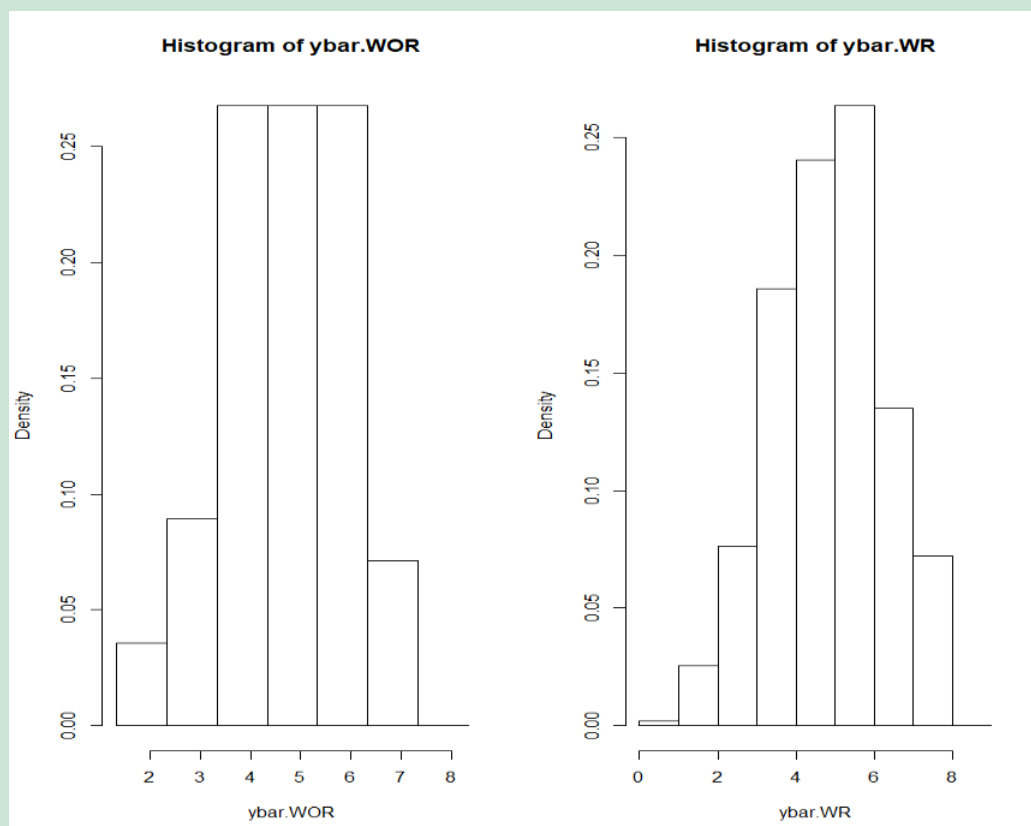 Histogram of ybar.WOR
Density
0.00
0.05
0.10
0.15
0.20
0.25
2 3 4 5 6 7 8
ybar.WOR
Histogram of ybar.WR
Density
0.00
0.05
0.10
0.15
0.20
0.25
0 2 4 6 8
ybar.WR